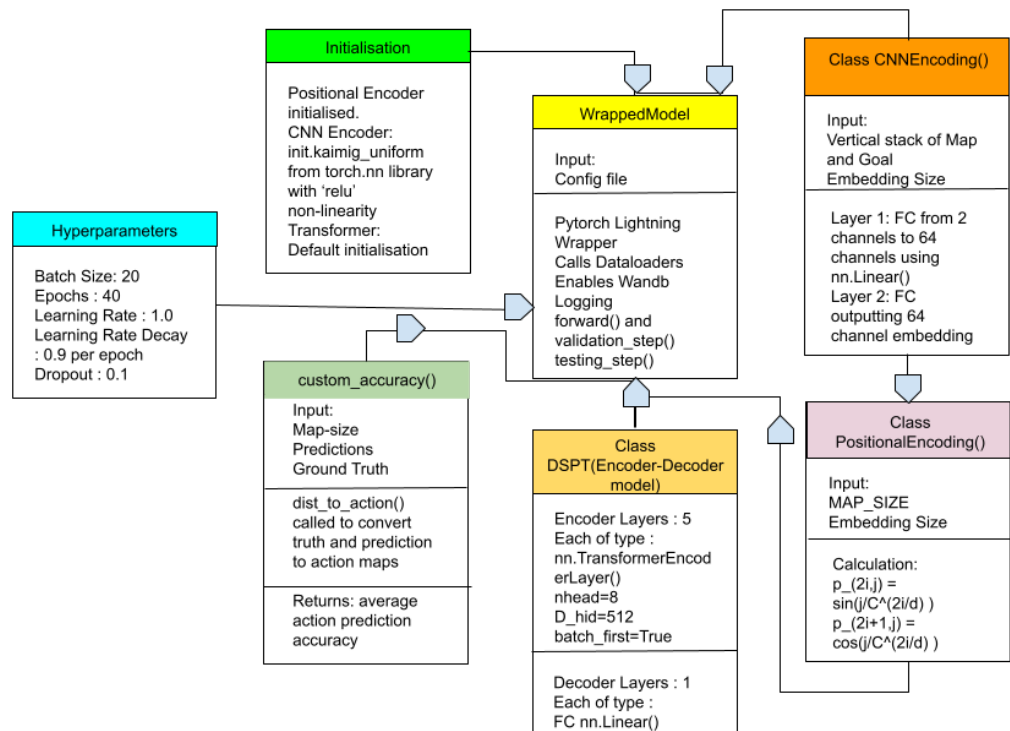 Initialisation
Positional Encoder
initialised.
CNN Encoder:
init.kaimig_uniform
from torch.nn library
with ‘relu’
non-linearity
Transformer:
Default initialisation
WrappedModel
Input:
Config file
Pytorch Lightning
Wrapper
Calls Dataloaders
Enables Wandb
Logging
forward() and
validation_step()
testing_step()
Class CNNEncoding()
Input:
Vertical stack of Map
and Goal
Embedding Size
Layer 1: FC from 2
channels to 64
channels using
nn.Linear()
Layer 2: FC
outputting 64
channel embedding
Hyperparameters
Batch Size: 20
Epochs : 40
Learning Rate : 1.0
Learning Rate Decay
: 0.9 per epoch
Dropout : 0.1
custom_accuracy()
Input:
Map-size
Predictions
Ground Truth
dist_to_action()
called to convert
truth and prediction
to action maps
Returns: average
action prediction
accuracy
Class
DSPT(Encoder-Decoder
model)
Encoder Layers : 5
Each of type :
nn.TransformerEncod
erLayer()
nhead=8
D_hid=512
batch_first=True
Decoder Layers : 1
Each of type :
FC nn.Linear()
Class
PositionalEncoding()
Input:
MAP_SIZE
Embedding Size
Calculation:
p_(2i,j) =
sin(j/C^(2i/d) )
p_(2i+1,j) =
cos(j/C^(2i/d) )